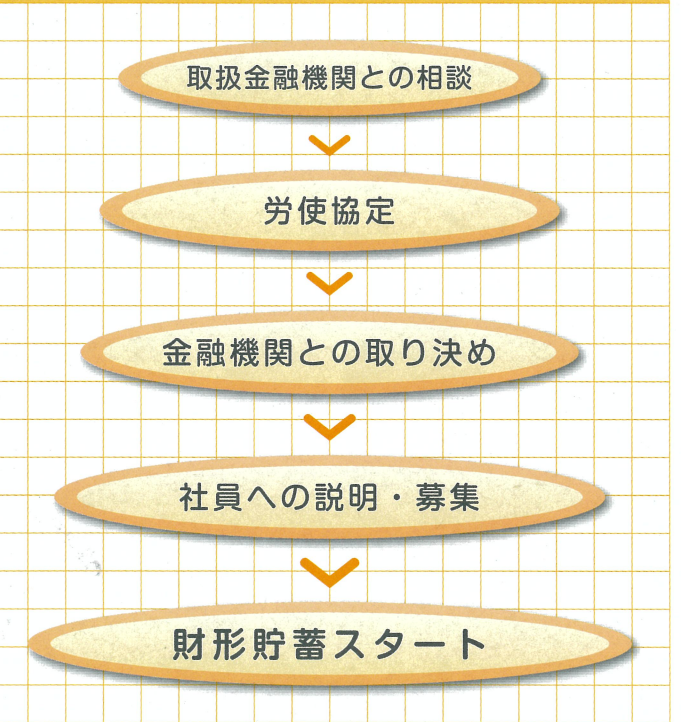 取扱金融機関との相談
労使協定
金融機関との取り決め
社員への説明・募集
財形貯蓄スタート